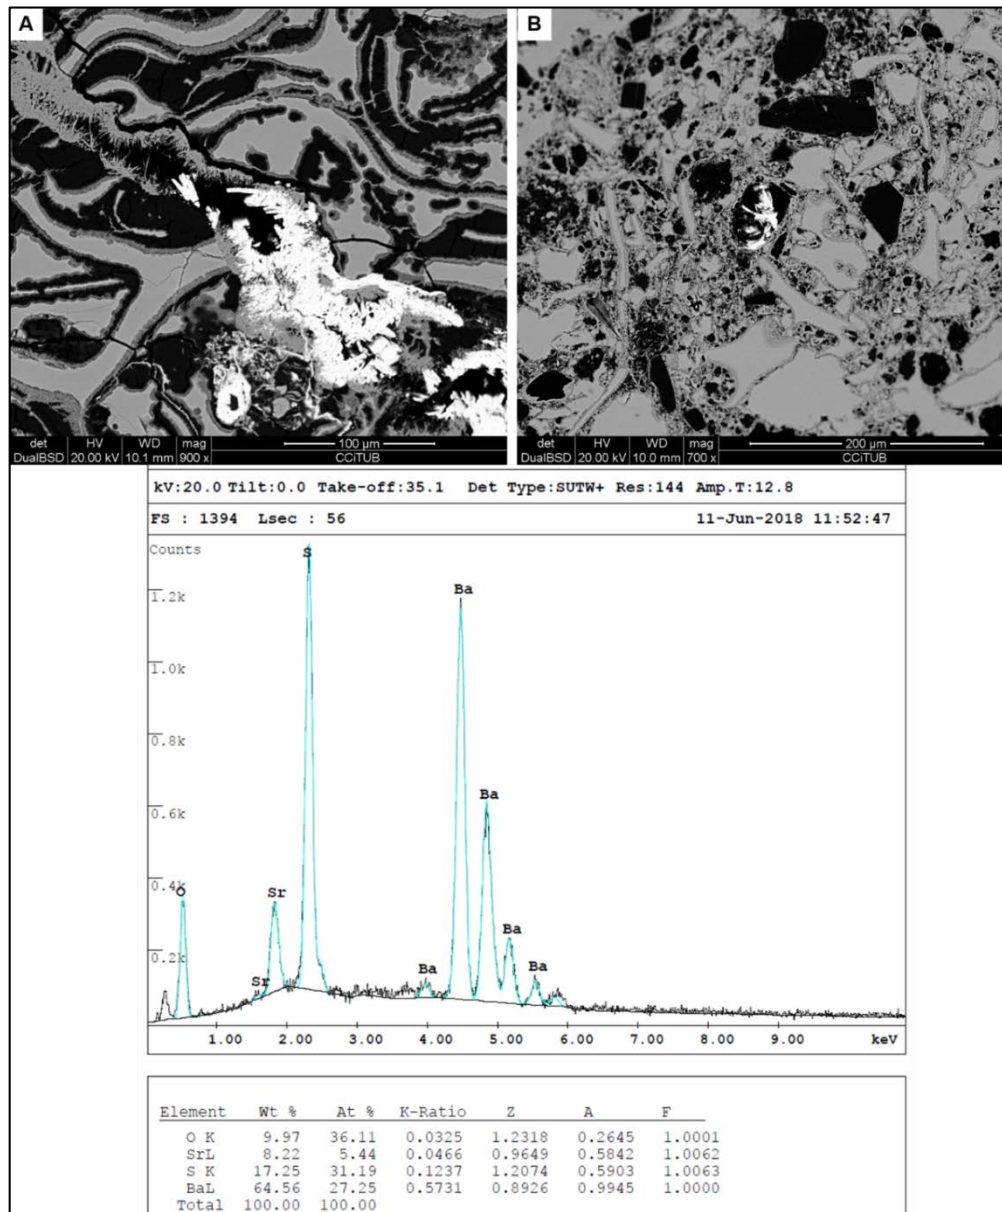 A
B
det HV WD mag 100 µm
DualBSD 20.00 kV 10.1 mm 900 x CCiTUB
det HV WD mag 200 µm
DualBSD 20.00 kV 10.0 mm 700 x CCiTUB
kV:20.0 Tilt:0.0 Take-off:35.1 Det Type:SUTW+ Res:144 Amp.T:12.8
FS : 1394 Lsec : 56 11-Jun-2018 11:52:47
Counts
S
1.2k
Ba
1.0k
0.8k
0.6k
Ba
0.4k
O
Sr
0.2k
Ba
Sr
Ba
Ba
1.00 2.00 3.00 4.00 5.00 6.00 7.00 8.00 9.00 keV
Element Wt % At % K-Ratio Z A F
O K 9.97 36.11 0.0325 1.2318 0.2645 1.0001
SrL 8.22 5.44 0.0466 0.9649 0.5842 1.0062
S K 17.25 31.19 0.1237 1.2074 0.5903 1.0063
BaL 64.56 27.25 0.5731 0.8926 0.9945 1.0000
Total 100.00 100.00